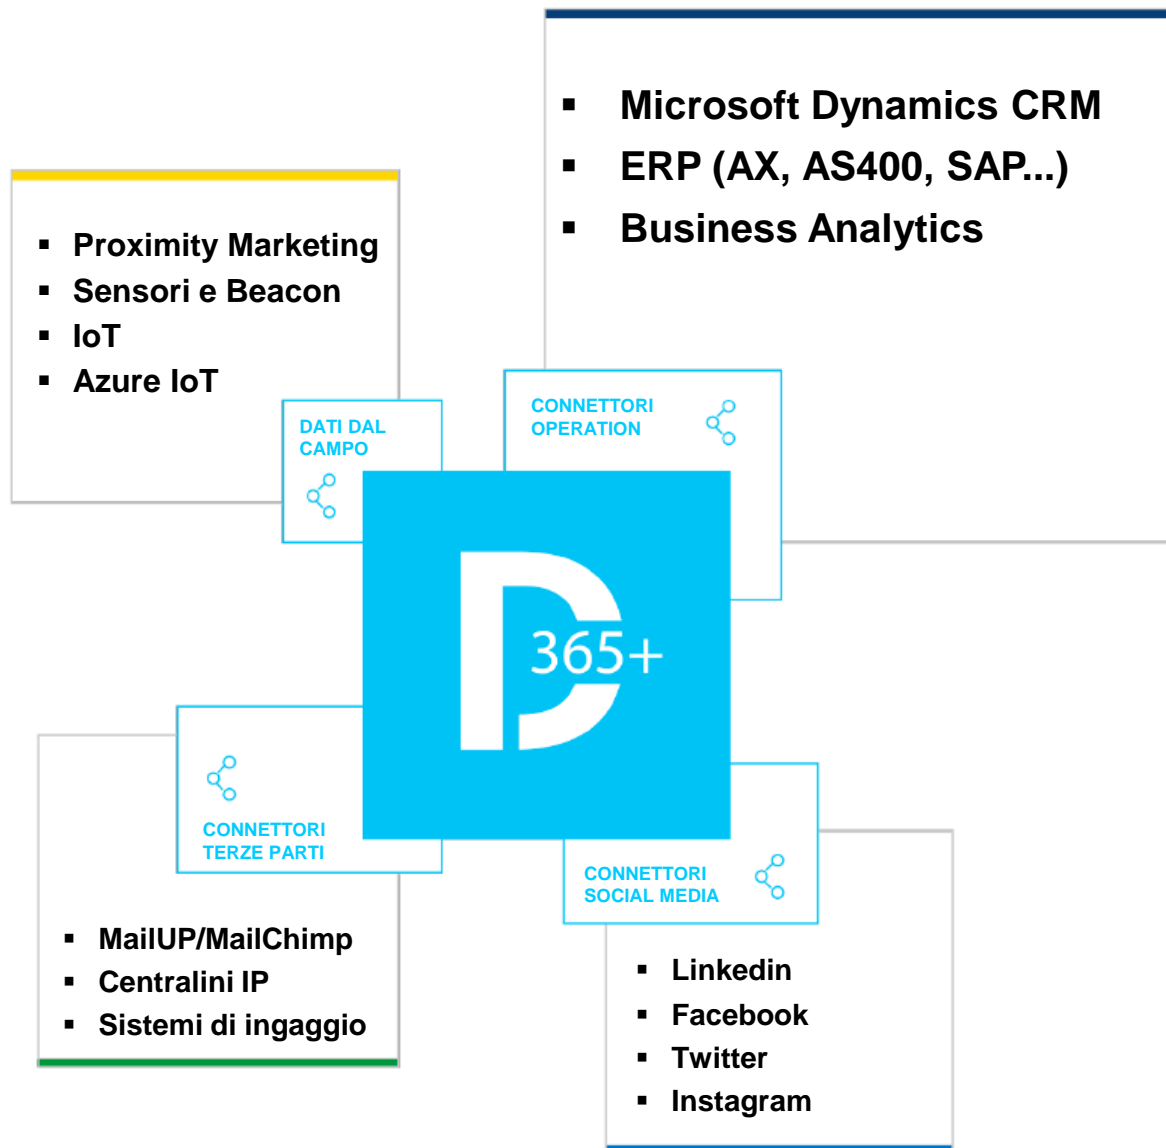 ▪ Microsoft Dynamics CRM
▪ ERP (AX, AS400, SAP...)
▪ Business Analytics
▪ Proximity Marketing
▪ Sensori e Beacon
▪ IoT
▪ Azure IoT
DATI DAL
CAMPO
CONNETTORI
OPERATION
D
365+
CONNETTORI
TERZE PARTI
CONNETTORI
SOCIAL MEDIA
▪ MailUP/MailChimp
▪ Centralini IP
▪ Sistemi di ingaggio
▪ Linkedin
▪ Facebook
▪ Twitter
▪ Instagram